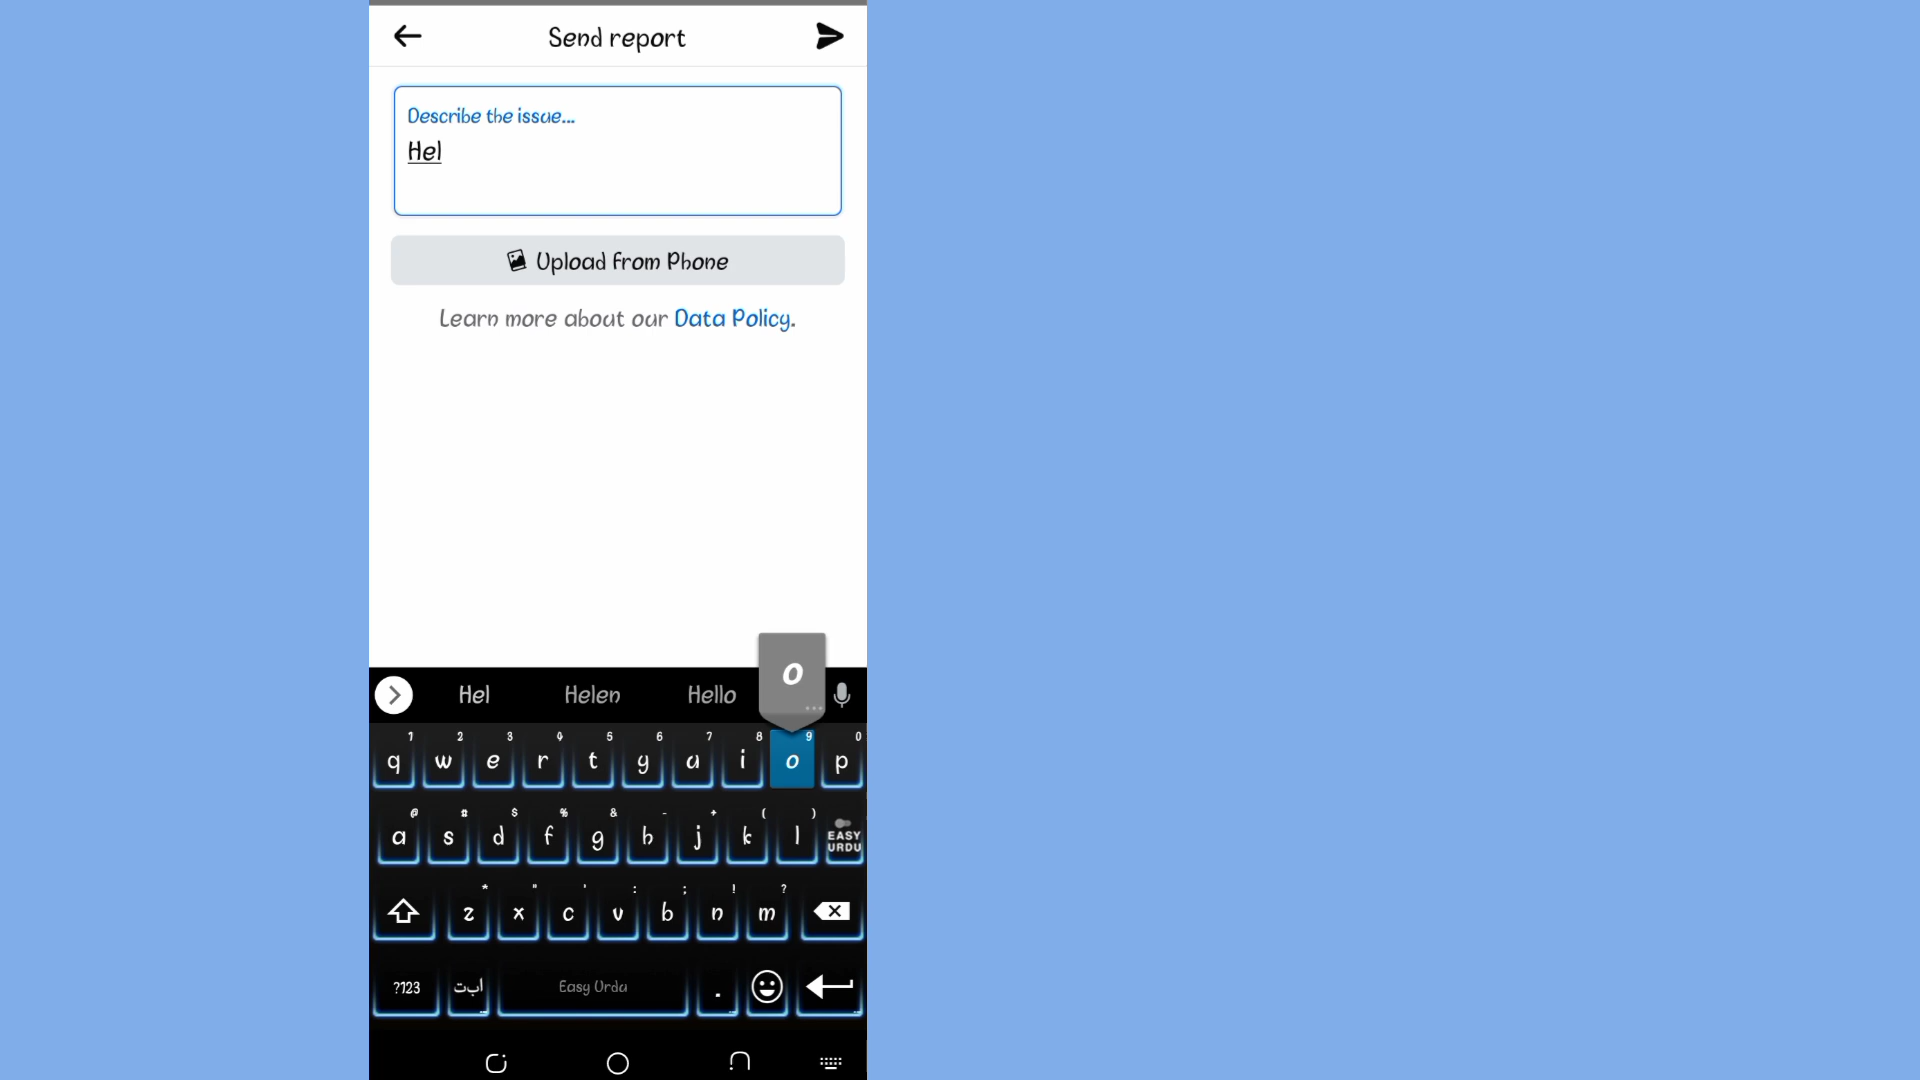 Send report
Describe the issue...
Hel
Upload from Phone
Learn more about our Data Policy.
o
Hel Helen Hello
1 2 3 4 5 6 7 8 9 0
q w e r t y u i o p
@ # $ % & - + ( )
a s d f g h j k l EASY URDU
* " ' : ; ! ?
z x c v b n m
?123 ابت Easy Urdu .